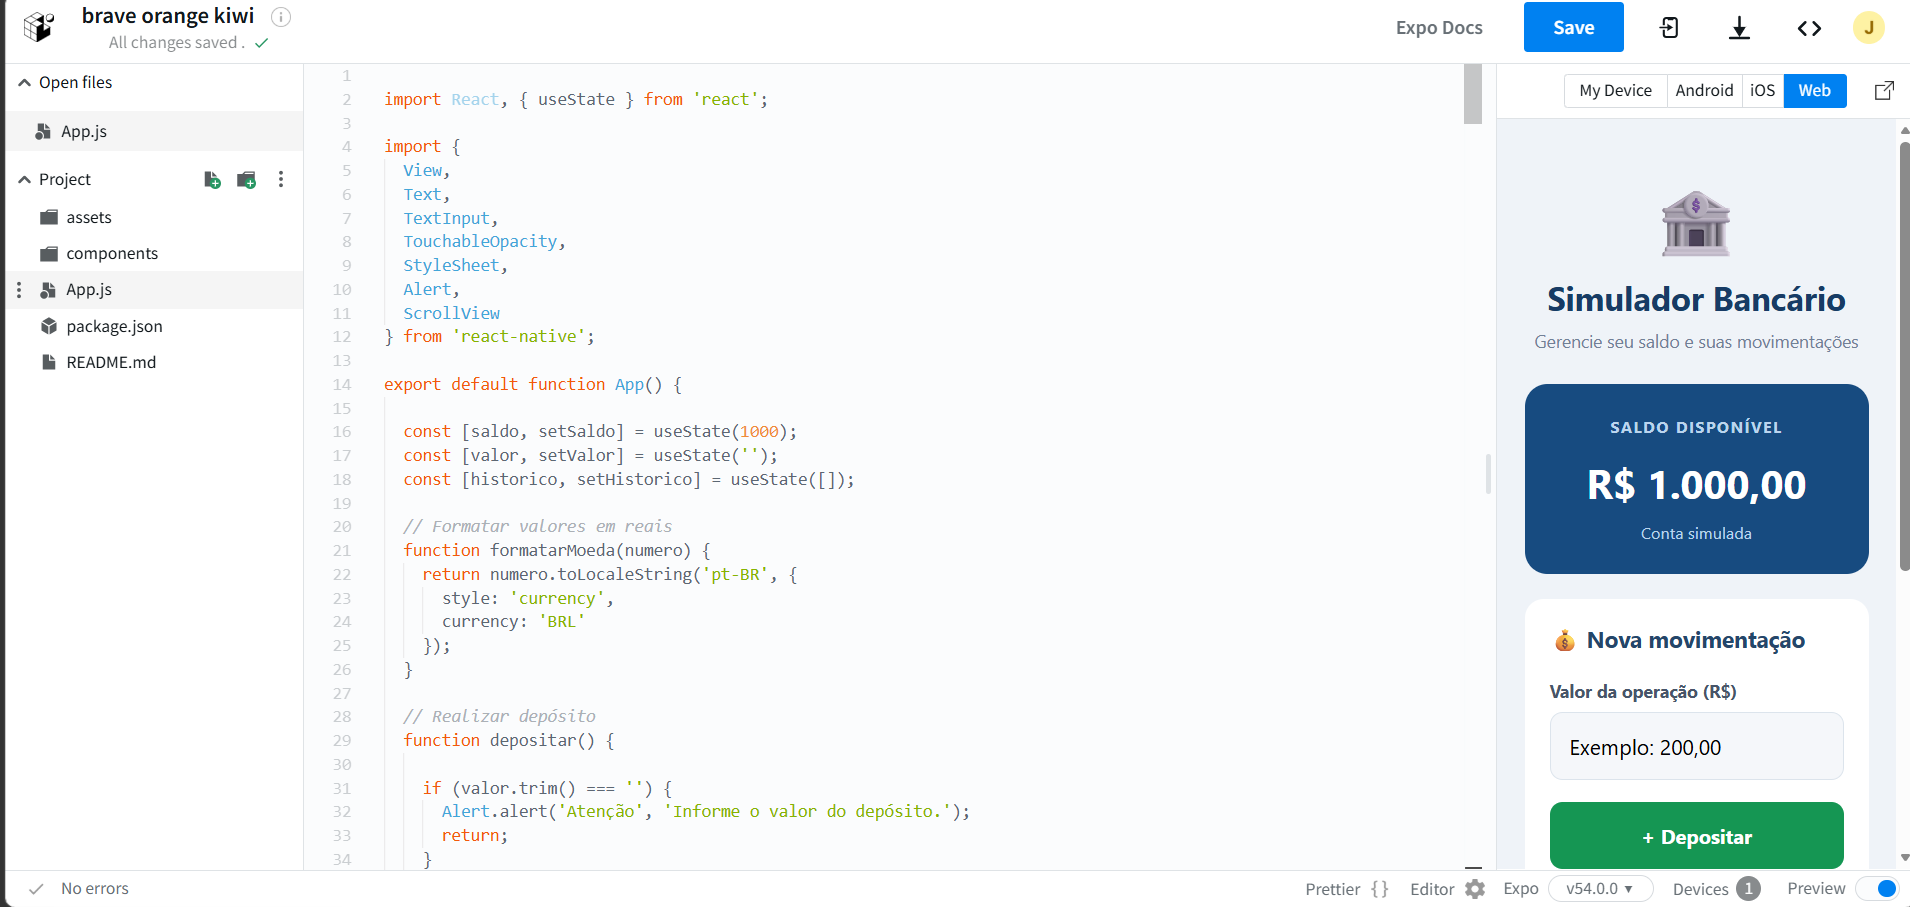 brave orange kiwi
All changes saved .
Expo Docs
Save
J
Open files
App.js
Project
assets
components
App.js
package.json
README.md
1
2 import React, { useState } from 'react';
3
4 import {
5 View,
6 Text,
7 TextInput,
8 TouchableOpacity,
9 StyleSheet,
10 Alert,
11 ScrollView
12 } from 'react-native';
13
14 export default function App() {
15
16 const [saldo, setSaldo] = useState(1000);
17 const [valor, setValor] = useState('');
18 const [historico, setHistorico] = useState([]);
19
20 // Formatar valores em reais
21 function formatarMoeda(numero) {
22 return numero.toLocaleString('pt-BR', {
23 style: 'currency',
24 currency: 'BRL'
25 });
26 }
27
28 // Realizar depósito
29 function depositar() {
30
31 if (valor.trim() === '') {
32 Alert.alert('Atenção', 'Informe o valor do depósito.');
33 return;
34 }
My Device Android iOS Web
Simulador Bancário
Gerencie seu saldo e suas movimentações
SALDO DISPONÍVEL
R$ 1.000,00
Conta simulada
Nova movimentação
Valor da operação (R$)
Exemplo: 200,00
+ Depositar
No errors
Prettier { } Editor Expo v54.0.0 Devices 1 Preview